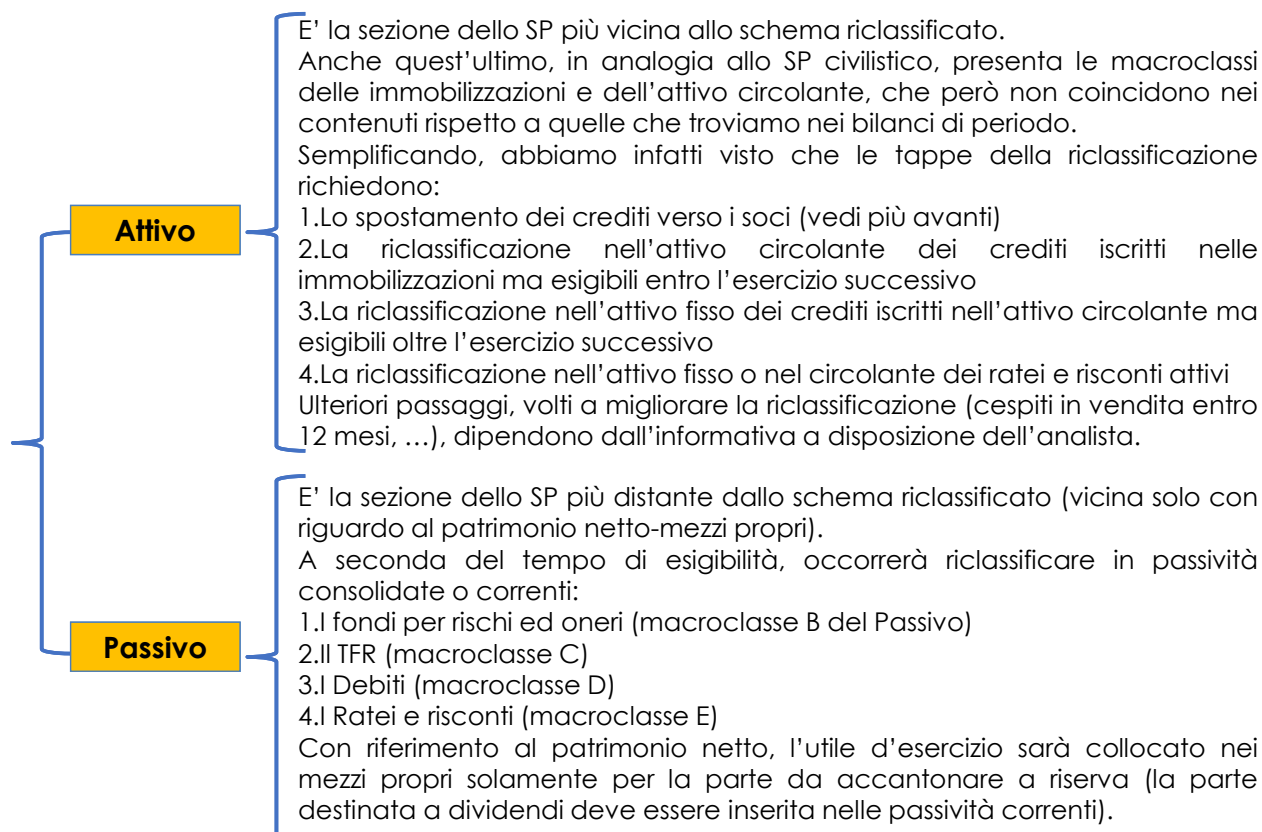 E’ la sezione dello SP più vicina allo schema riclassificato.
Anche quest’ultimo, in analogia allo SP civilistico, presenta le macroclassi
delle immobilizzazioni e dell’attivo circolante, che però non coincidono nei
contenuti rispetto a quelle che troviamo nei bilanci di periodo.
Semplificando, abbiamo infatti visto che le tappe della riclassificazione
richiedono:
Attivo
1.Lo spostamento dei crediti verso i soci (vedi più avanti)
2.La riclassificazione nell’attivo circolante dei crediti iscritti nelle
immobilizzazioni ma esigibili entro l’esercizio successivo
3.La riclassificazione nell’attivo fisso dei crediti iscritti nell’attivo circolante ma
esigibili oltre l’esercizio successivo
4.La riclassificazione nell’attivo fisso o nel circolante dei ratei e risconti attivi
Ulteriori passaggi, volti a migliorare la riclassificazione (cespiti in vendita entro
12 mesi, …), dipendono dall’informativa a disposizione dell’analista.
E’ la sezione dello SP più distante dallo schema riclassificato (vicina solo con
riguardo al patrimonio netto-mezzi propri).
A seconda del tempo di esigibilità, occorrerà riclassificare in passività
consolidate o correnti:
1.I fondi per rischi ed oneri (macroclasse B del Passivo)
Passivo
2.Il TFR (macroclasse C)
3.I Debiti (macroclasse D)
4.I Ratei e risconti (macroclasse E)
Con riferimento al patrimonio netto, l’utile d’esercizio sarà collocato nei
mezzi propri solamente per la parte da accantonare a riserva (la parte
destinata a dividendi deve essere inserita nelle passività correnti).